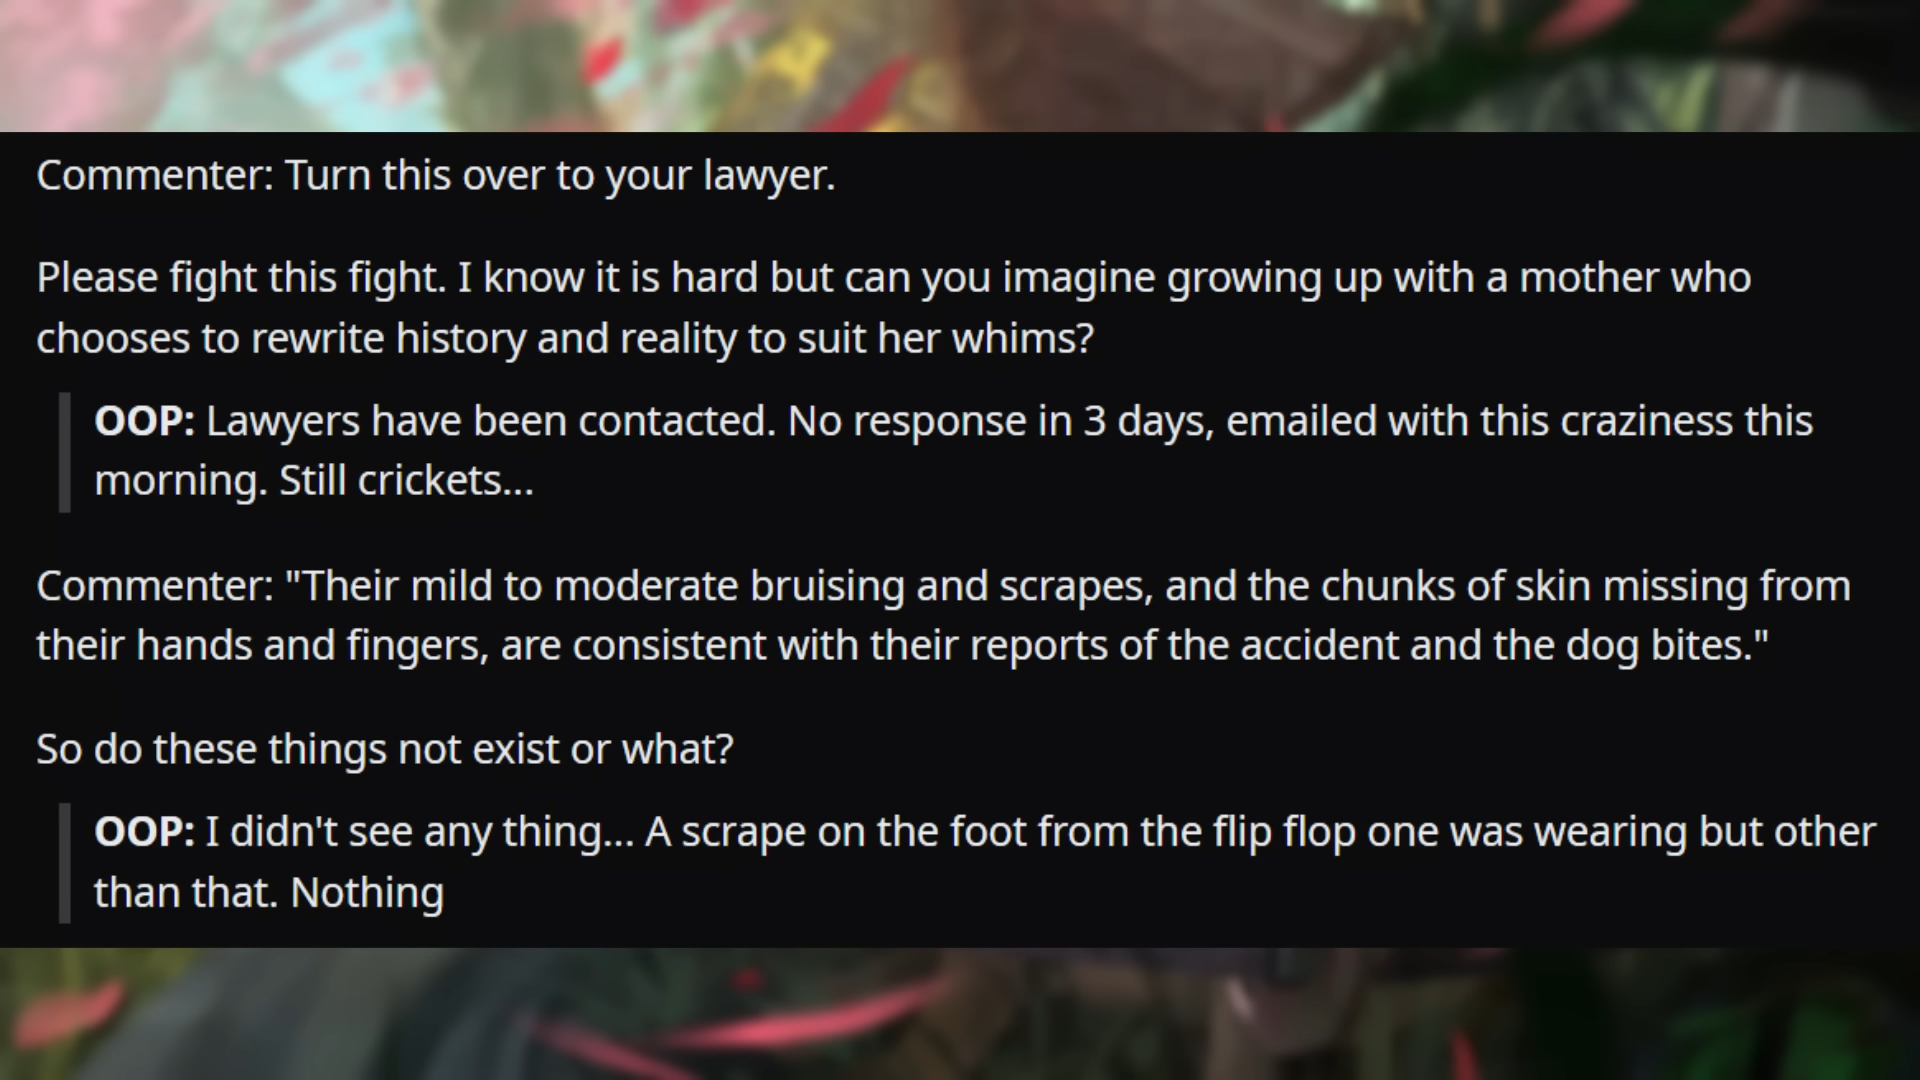 Commenter: Turn this over to your lawyer.
Please fight this fight. I know it is hard but can you imagine growing up with a mother who
chooses to rewrite history and reality to suit her whims?
OOP: Lawyers have been contacted. No response in 3 days, emailed with this craziness this
morning. Still crickets...
Commenter: "Their mild to moderate bruising and scrapes, and the chunks of skin missing from
their hands and fingers, are consistent with their reports of the accident and the dog bites."
So do these things not exist or what?
OOP: I didn't see any thing... A scrape on the foot from the flip flop one was wearing but other
than that. Nothing